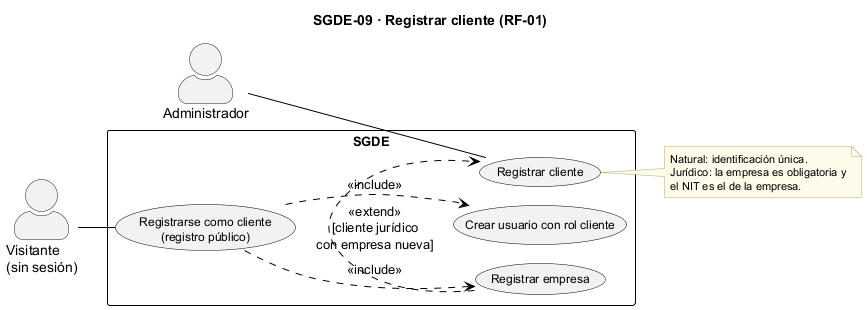 SGDE-09 · Registrar cliente (RF-01)
Administrador
SGDE
Registrar cliente
Natural: identificación única.
Jurídico: la empresa es obligatoria y
el NIT es el de la empresa.
«include»
Visitante
(sin sesión)
Registrarse como cliente
(registro público)
«extend»
[cliente jurídico
con empresa nueva]
Crear usuario con rol cliente
«include»
Registrar empresa